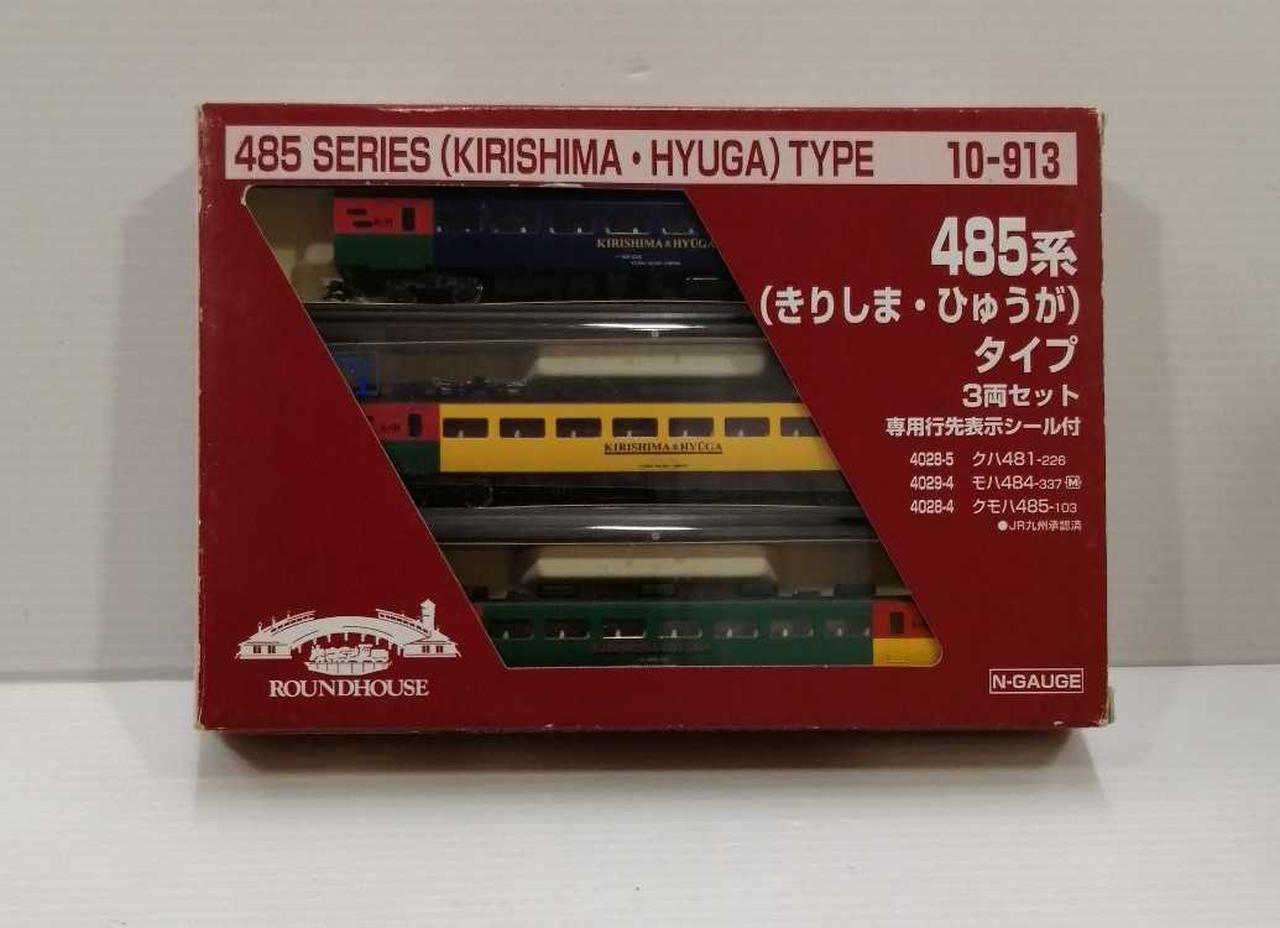 485 SERIES (KIRISHIMA・HYUGA) TYPE 10-913
485系
(きりしま・ひゅうが)
タイプ
3両セット
専用行先表示シール付
4028-5 クハ481-226
4029-4 モハ484-337 M
4028-4 クモハ485-103
●JR九州承認済
KIRISHIMA & HYŪGA
KIRISHIMA & HYŪGA
ROUNDHOUSE
N-GAUGE